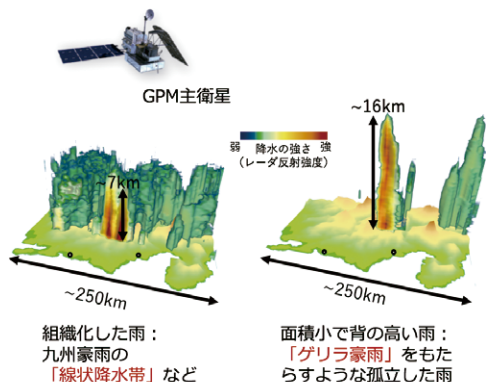 GPM主衛星
~16km
弱 降水の強さ 強
(レーダ反射強度)
~7km
~250km
~250km
組織化した雨：
九州豪雨の
「線状降水帯」など
面積小で背の高い雨：
「ゲリラ豪雨」をもた
らすような孤立した雨